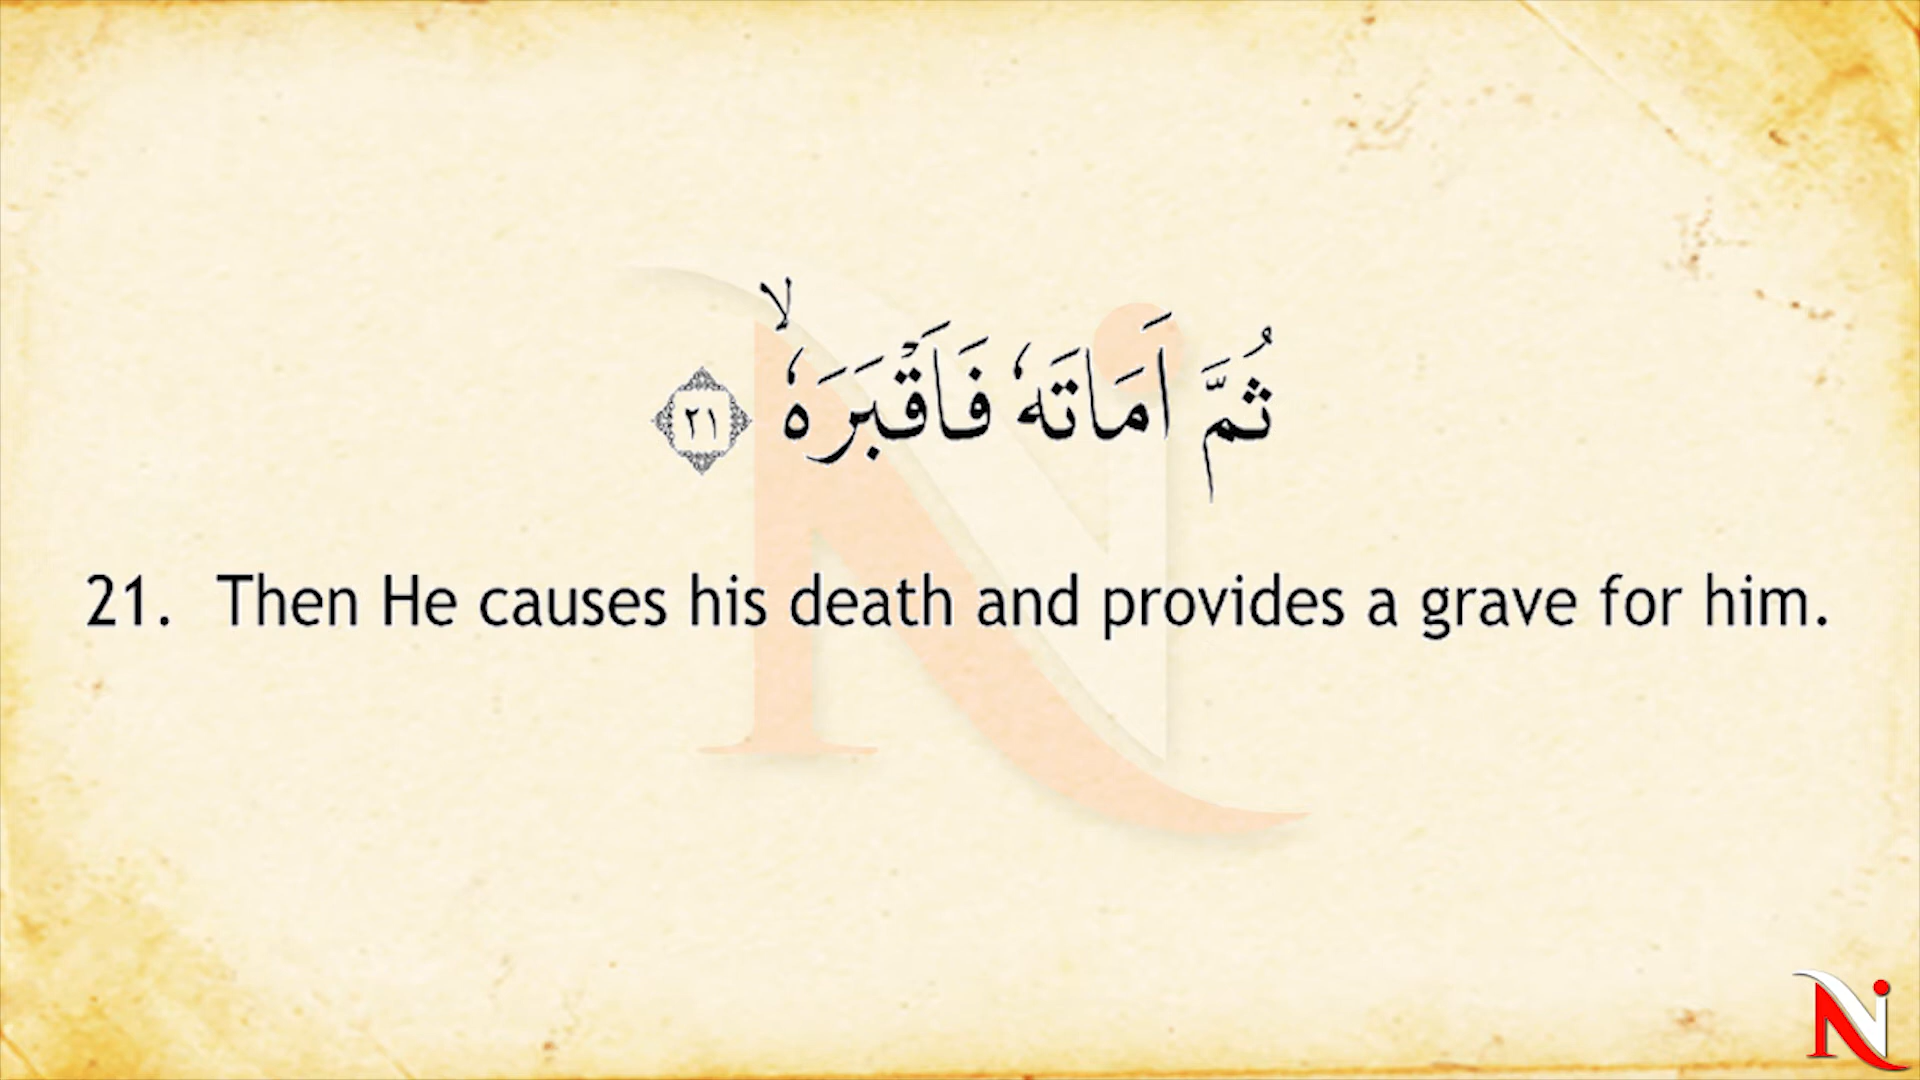 ثُمَّ اَمَاتَهٗ فَاَقْبَرَهٗ ۙ ﴿۲۱﴾
21. Then He causes his death and provides a grave for him.